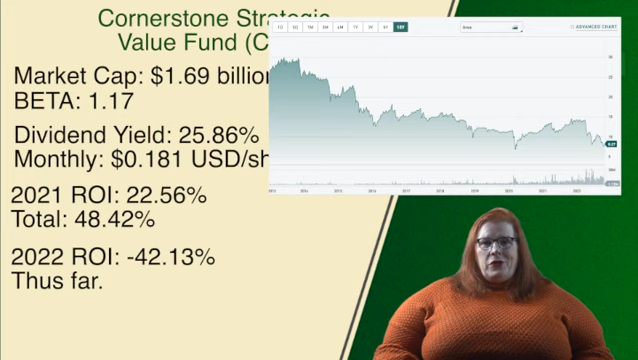 Cornerstone Strategic
Value Fund (C
Market Cap: $1.69 billion
BETA: 1.17
Dividend Yield: 25.86%
Monthly: $0.181 USD/sh
2021 ROI: 22.56%
Total: 48.42%
2022 ROI: -42.13%
Thus far.
ADVANCED CHART